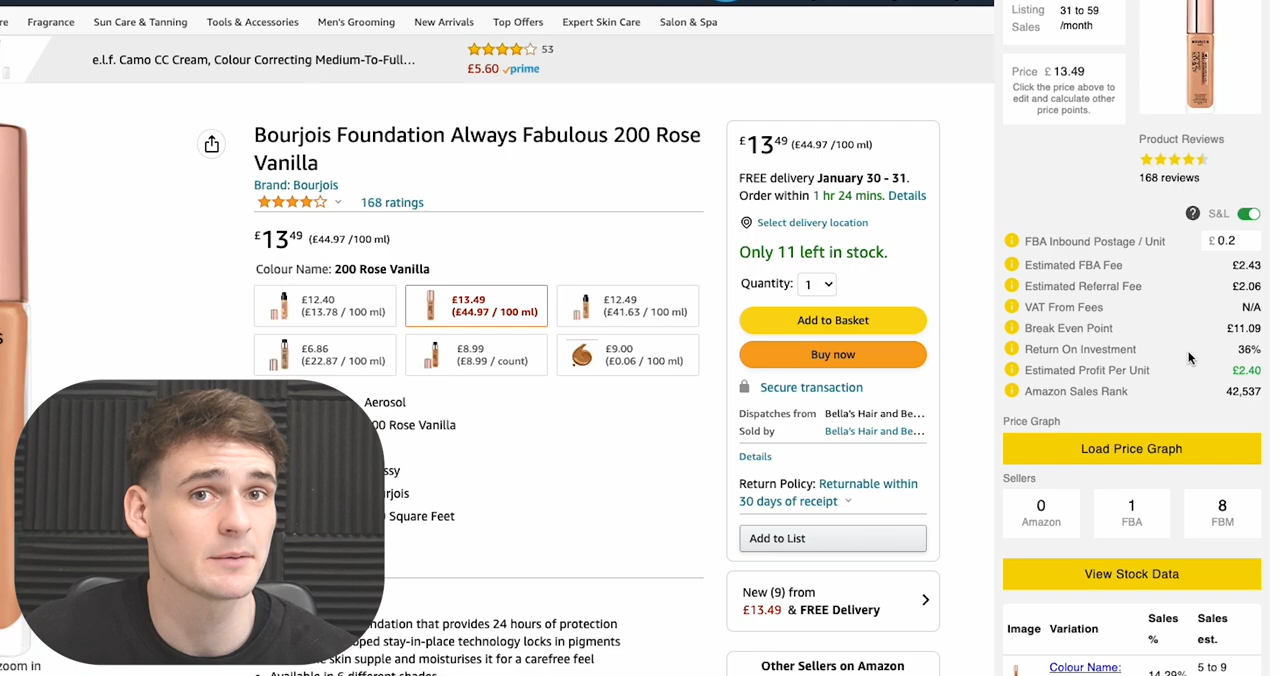 re
Fragrance
Sun Care & Tanning
Tools & Accessories
Men's Grooming
New Arrivals
Top Offers
Expert Skin Care
Salon & Spa
e.l.f. Camo CC Cream, Colour Correcting Medium-To-Full...
53
£5.60 prime
Bourjois Foundation Always Fabulous 200 Rose
Vanilla
Brand: Bourjois
168 ratings
£13 49 (£44.97 /100 ml)
Colour Name: 200 Rose Vanilla
£12.40
(£13.78 / 100 ml)
£13.49
(£44.97 / 100 ml)
£12.49
(£41.63 / 100 ml)
£6.86
(£22.87 / 100 ml)
£8.99
(£8.99 / count)
£9.00
(£0.06 / 100 ml)
Aerosol
00 Rose Vanilla
ssy
urjois
Square Feet
ndation that provides 24 hours of protection
oped stay-in-place technology locks in pigments
skin supple and moisturises it for a carefree feel
Available in 6 different shades
zoom in
£13 49 (£44.97 /100 ml)
FREE delivery January 30 - 31.
Order within 1 hr 24 mins. Details
Select delivery location
Only 11 left in stock.
Quantity: 1
Add to Basket
Buy now
Secure transaction
Dispatches from Bella's Hair and Be...
Sold by Bella's Hair and Be...
Details
Return Policy: Returnable within
30 days of receipt
Add to List
New (9) from
£13.49 & FREE Delivery
Other Sellers on Amazon
Listing
Sales
31 to 59
/month
Price £ 13.49
Click the price above to
edit and calculate other
price points.
Product Reviews
168 reviews
S&L
FBA Inbound Postage / Unit £ 0.2
Estimated FBA Fee £2.43
Estimated Referral Fee £2.06
VAT From Fees N/A
Break Even Point £11.09
Return On Investment 36%
Estimated Profit Per Unit £2.40
Amazon Sales Rank 42,537
Price Graph
Load Price Graph
Sellers
0
Amazon
1
FBA
8
FBM
View Stock Data
Image Variation
Sales
%
Sales
est.
Colour Name:
14.29%
5 to 9